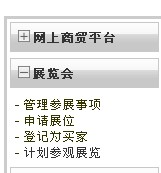 网上商贸平台
展览会
- 管理参展事项
- 申请展位
- 登记为买家
- 计划参观展览